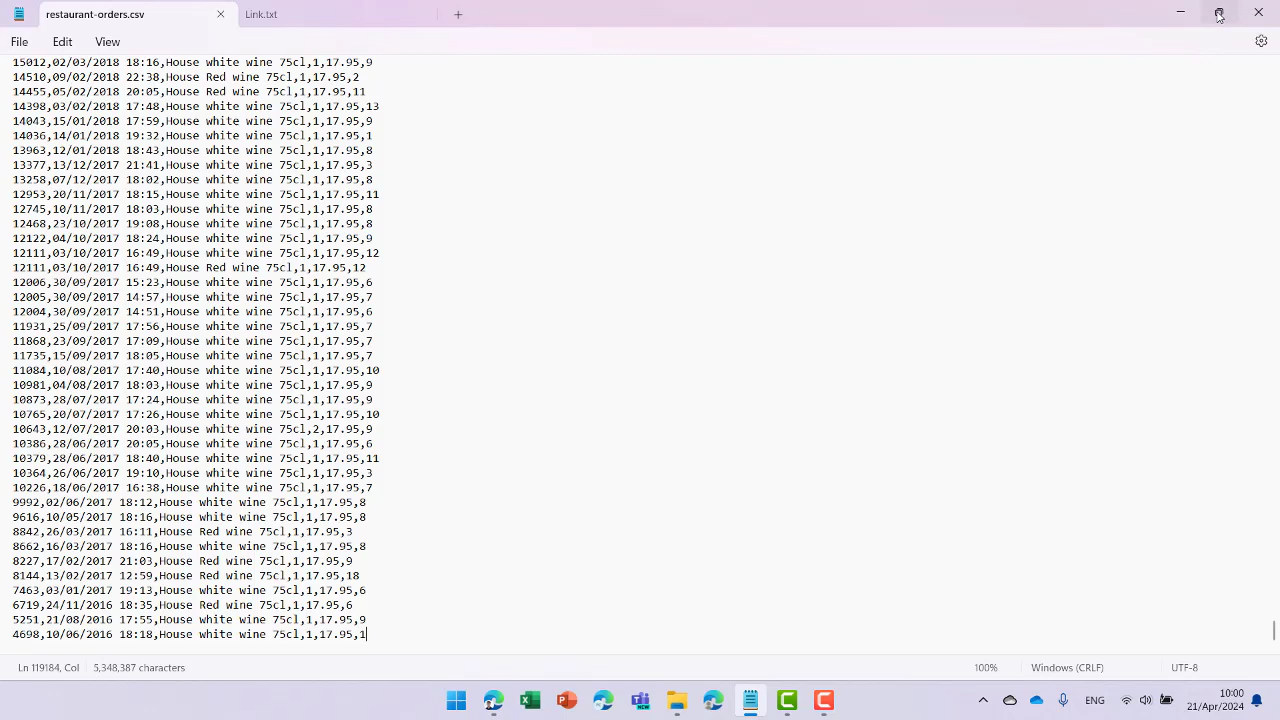 restaurant-orders.csv
Link.txt
File Edit View
15012,02/03/2018 18:16,House white wine 75cl,1,17.95,9
14510,09/02/2018 22:38,House Red wine 75cl,1,17.95,2
14455,05/02/2018 20:05,House Red wine 75cl,1,17.95,11
14398,03/02/2018 17:48,House white wine 75cl,1,17.95,13
14043,15/01/2018 17:59,House white wine 75cl,1,17.95,9
14036,14/01/2018 19:32,House white wine 75cl,1,17.95,1
13963,12/01/2018 18:43,House white wine 75cl,1,17.95,8
13377,13/12/2017 21:41,House white wine 75cl,1,17.95,3
13258,07/12/2017 18:02,House white wine 75cl,1,17.95,8
12953,20/11/2017 18:15,House white wine 75cl,1,17.95,11
12745,10/11/2017 18:03,House white wine 75cl,1,17.95,8
12468,23/10/2017 19:08,House white wine 75cl,1,17.95,8
12122,04/10/2017 18:24,House white wine 75cl,1,17.95,9
12111,03/10/2017 16:49,House white wine 75cl,1,17.95,12
12111,03/10/2017 16:49,House Red wine 75cl,1,17.95,12
12006,30/09/2017 15:23,House white wine 75cl,1,17.95,6
12005,30/09/2017 14:57,House white wine 75cl,1,17.95,7
12004,30/09/2017 14:51,House white wine 75cl,1,17.95,6
11931,25/09/2017 17:56,House white wine 75cl,1,17.95,7
11868,23/09/2017 17:09,House white wine 75cl,1,17.95,7
11735,15/09/2017 18:05,House white wine 75cl,1,17.95,7
11084,10/08/2017 17:40,House white wine 75cl,1,17.95,10
10981,04/08/2017 18:03,House white wine 75cl,1,17.95,9
10873,28/07/2017 17:24,House white wine 75cl,1,17.95,9
10765,20/07/2017 17:26,House white wine 75cl,1,17.95,10
10643,12/07/2017 20:03,House white wine 75cl,2,17.95,9
10386,28/06/2017 20:05,House white wine 75cl,1,17.95,6
10379,28/06/2017 18:40,House white wine 75cl,1,17.95,11
10364,26/06/2017 19:10,House white wine 75cl,1,17.95,3
10226,18/06/2017 16:38,House white wine 75cl,1,17.95,7
9992,02/06/2017 18:12,House white wine 75cl,1,17.95,8
9616,10/05/2017 18:16,House white wine 75cl,1,17.95,8
8842,26/03/2017 16:11,House Red wine 75cl,1,17.95,3
8662,16/03/2017 18:16,House white wine 75cl,1,17.95,8
8227,17/02/2017 21:03,House Red wine 75cl,1,17.95,9
8144,13/02/2017 12:59,House Red wine 75cl,1,17.95,18
7463,03/01/2017 19:13,House white wine 75cl,1,17.95,6
6719,24/11/2016 18:35,House Red wine 75cl,1,17.95,6
5251,21/08/2016 17:55,House white wine 75cl,1,17.95,9
4698,10/06/2016 18:18,House white wine 75cl,1,17.95,1
Ln 119184, Col 5,348,387 characters 100% Windows (CRLF) UTF-8
ENG
10:00
21/Apr/2024